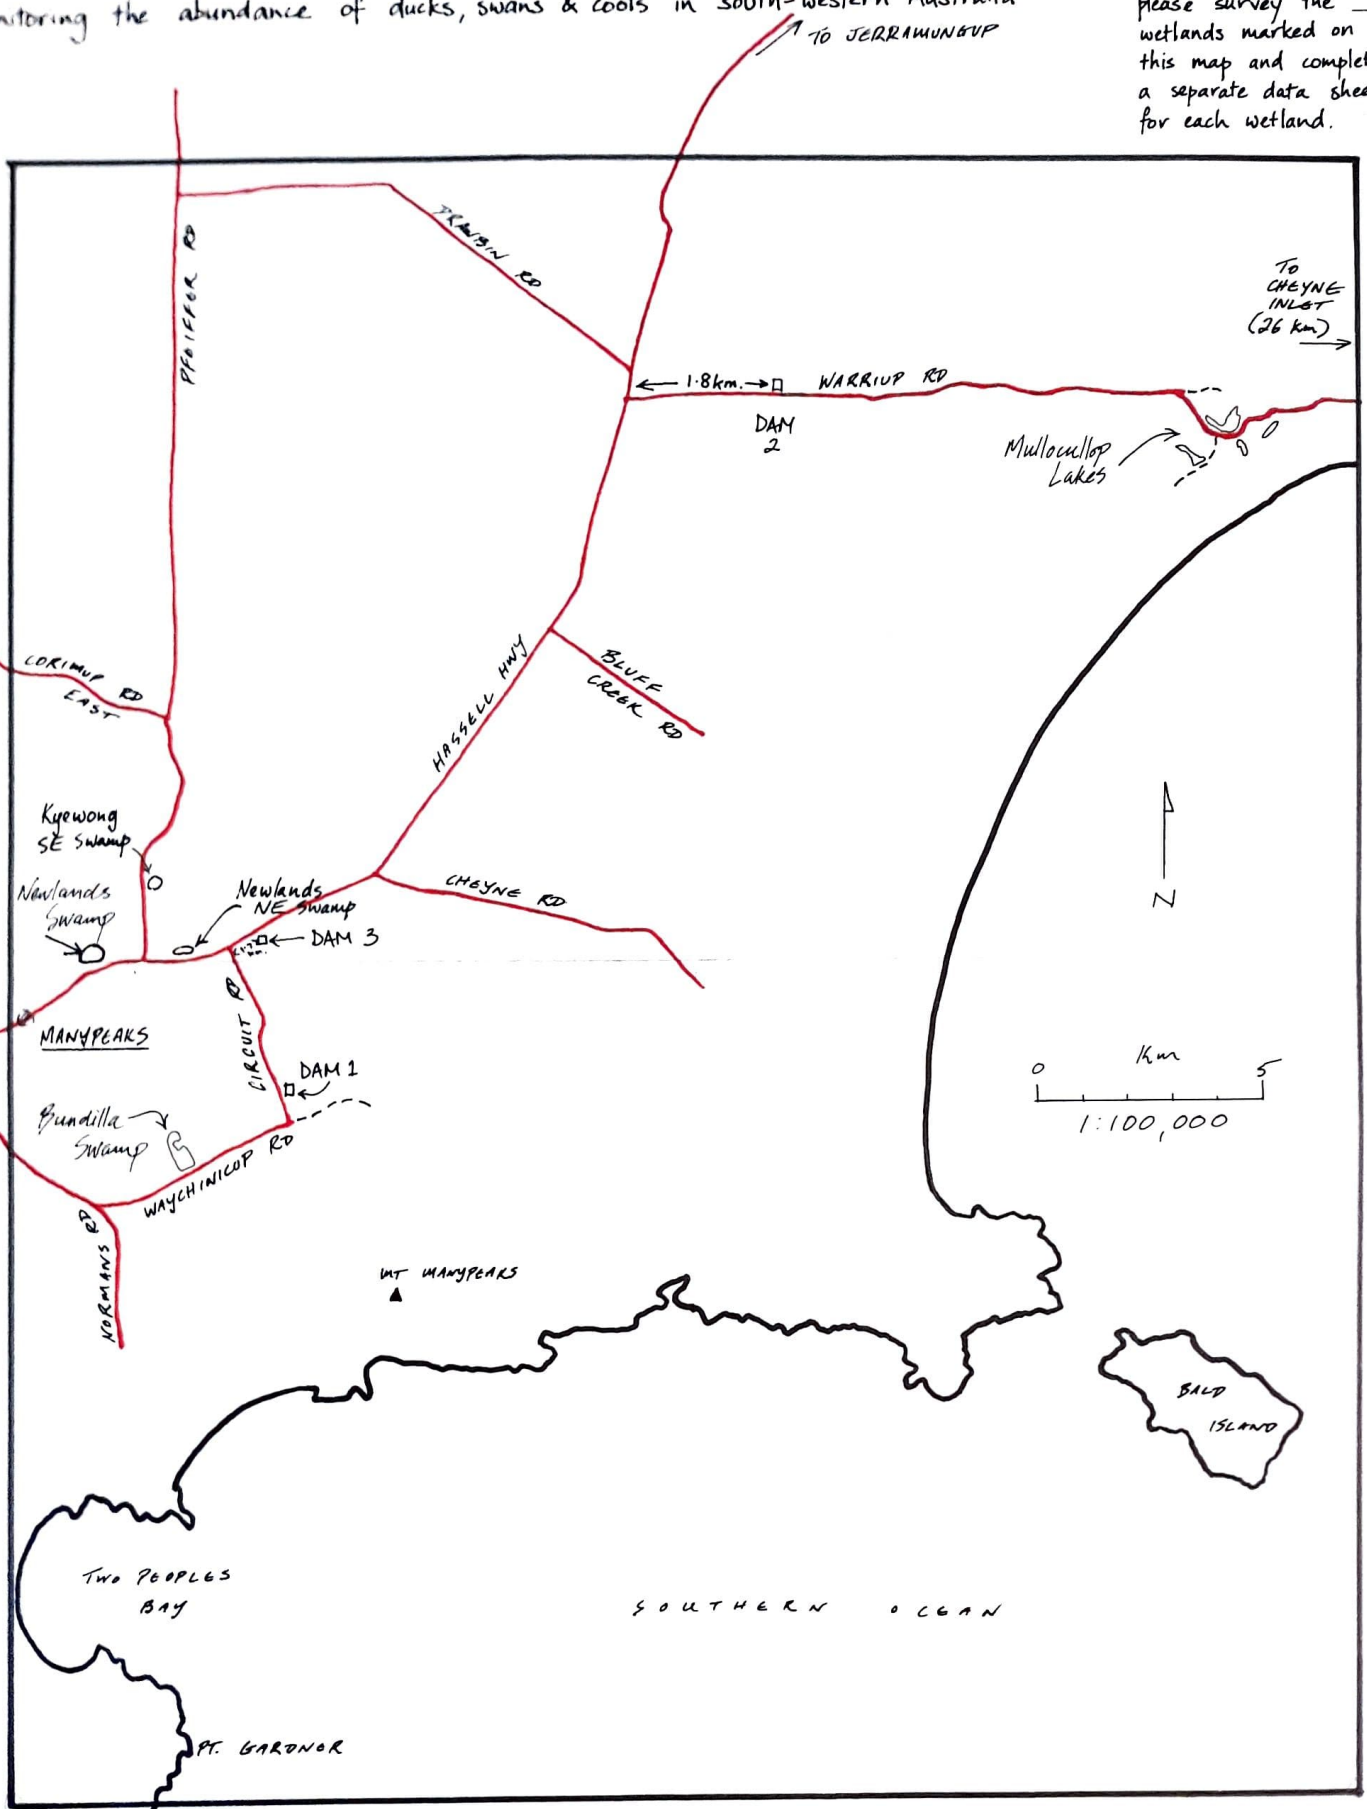 the abundance of ducks, swans & coots in South-Western Australia
please survey the
wetlands marked on
this map and
a separate data
for each wetland.
TO JERRAMUNGUP
PFEIFFER RD
DRAWBIN RD
TO
CHEYNE
INLET
(26 km)
1.8km.
WARRIUP RD
DAM
2
Mullocullop
Lakes
CORIMUP RD
EAST
HASSELL HWY
BLUFF
CREEK RD
Kyewong
SE Swamp
Newlands
Swamp
Newlands
NE Swamp
CHEYNE RD
DAM 3
N
MANYPEAKS
CIRCUIT RD
DAM 1
Km
0 5
1:100,000
Bundilla
Swamp
WAYCHINICUP RD
NORMANS RD
MT MANYPEAKS
BALD
ISLAND
TWO PEOPLES
BAY
SOUTHERN OCEAN
PT. GARDNER